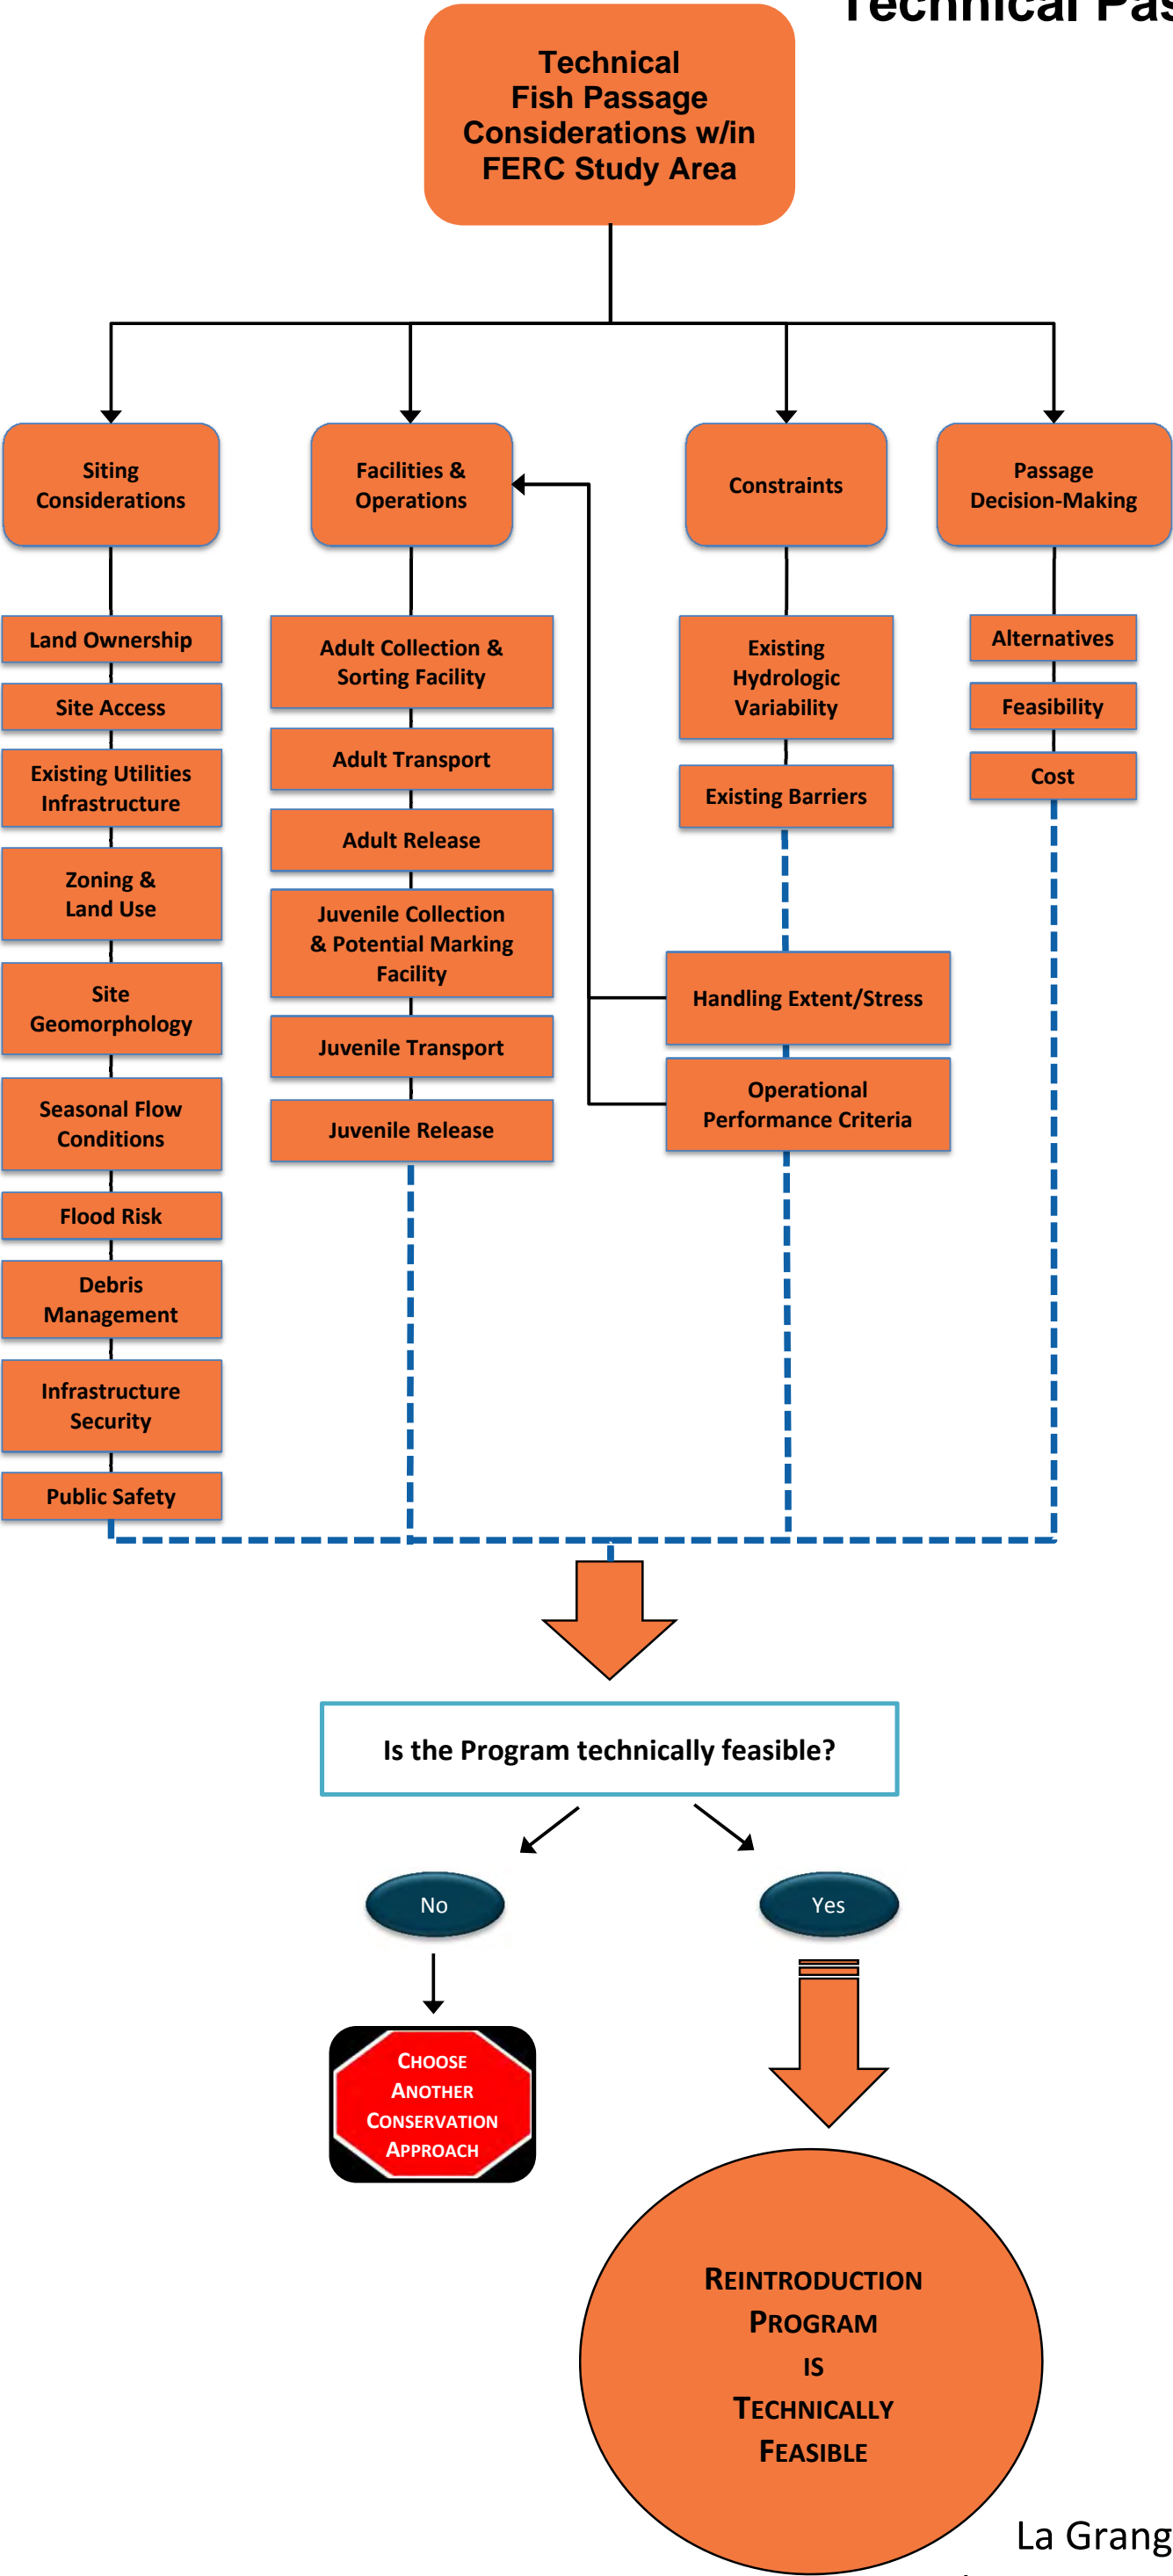 Technical
Technical
Fish Passage
Considerations w/in
FERC Study Area
Siting
Considerations
Facilities &
Operations
Constraints
Passage
Decision-Making
Land Ownership
Site Access
Existing Utilities
Infrastructure
Zoning &
Land Use
Site
Geomorphology
Seasonal Flow
Conditions
Flood Risk
Debris
Management
Infrastructure
Security
Public Safety
Adult Collection &
Sorting Facility
Adult Transport
Adult Release
Juvenile Collection
& Potential Marking
Facility
Juvenile Transport
Juvenile Release
Existing
Hydrologic
Variability
Existing Barriers
Handling Extent/Stress
Operational
Performance Criteria
Alternatives
Feasibility
Cost
Is the Program technically feasible?
No
Yes
CHOOSE
ANOTHER
CONSERVATION
APPROACH
REINTRODUCTION
PROGRAM
IS
TECHNICALLY
FEASIBLE
La Grang